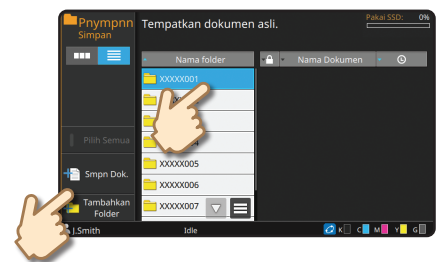 Pnympnn
Simpan
Tempatkan dokumen asli.
Pakai SSD: 0%
Nama folder
Nama Dokumen
XXXXX001
Pilih Semua
XXXXX005
Smpn Dok.
XXXXX006
Tambahkan
Folder
XXXXX007
J.Smith
Idle
K C M Y G